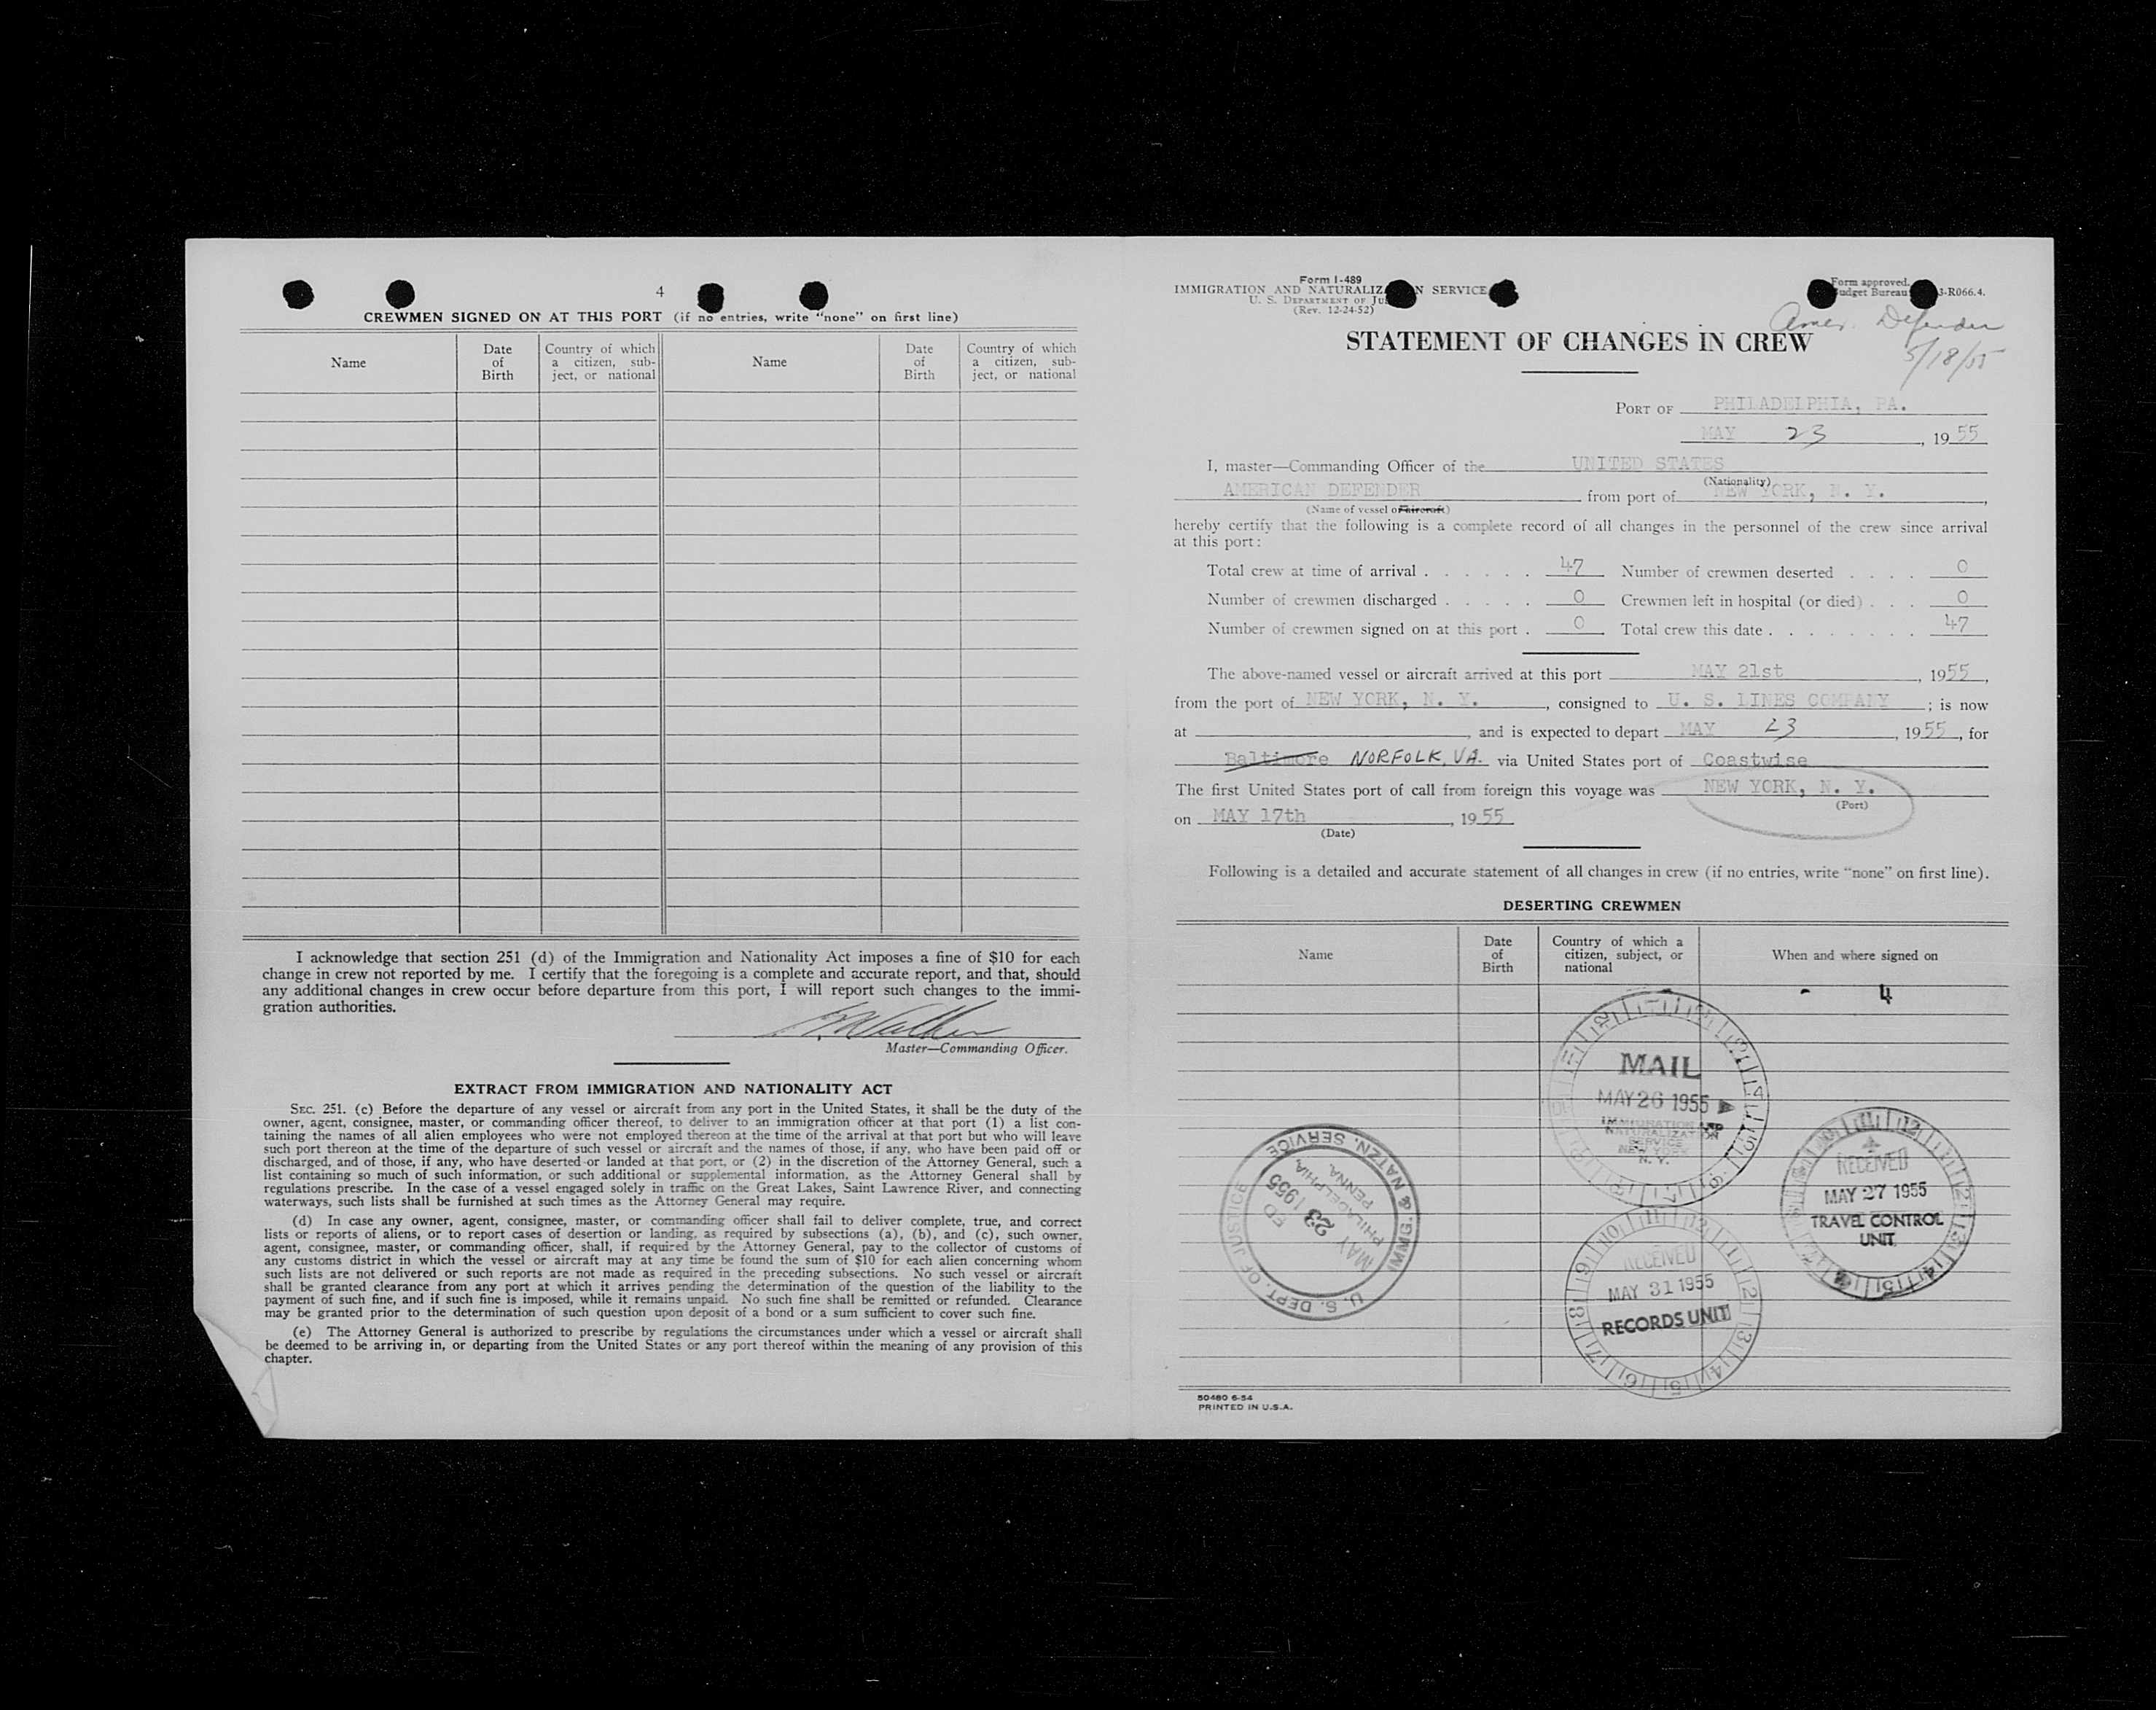 4
CREWMEN SIGNED ON AT THIS PORT (if no entries, write "none" on first line)
Name
Date of Birth
Country of which a citizen, sub-ject, or national
Name
Date of Birth
Country of which a citizen, sub-ject, or national
I acknowledge that section 251 (d) of the Immigration and Nationality Act imposes a fine of $10 for each
change in crew not reported by me. I certify that the foregoing is a complete and accurate report, and that, should
any additional changes in crew occur before departure from this port, I will report such changes to the immi-
gration authorities.
Master—Commanding Officer.
EXTRACT FROM IMMIGRATION AND NATIONALITY ACT
SEC. 251. (c) Before the departure of any vessel or aircraft from any port in the United States, it shall be the duty of the
owner, agent, consignee, master, or commanding officer thereof, to deliver to an immigration officer at that port (1) a list con-
taining the names of all alien employees who were not employed thereon at the time of the arrival at that port but who will leave
such port thereon at the time of the departure of such vessel or aircraft and the names of those, if any, who have been paid off or
discharged, and of those, if any, who have deserted or landed at that port, or (2) in the discretion of the Attorney General, such a
list containing so much of such information, or such additional or supplemental information, as the Attorney General shall by
regulations prescribe. In the case of a vessel engaged solely in traffic on the Great Lakes, Saint Lawrence River, and connecting
waterways, such lists shall be furnished at such times as the Attorney General may require.
(d) In case any owner, agent, consignee, master, or commanding officer shall fail to deliver complete, true, and correct
lists or reports of aliens, or to report cases of desertion or landing, as required by subsections (a), (b), and (c), such owner,
agent, consignee, master, or commanding officer, shall, if required by the Attorney General, pay to the collector of customs of
any customs district in which the vessel or aircraft may at any time be found the sum of $10 for each alien concerning whom
such lists are not delivered or such reports are not made as required in the preceding subsections. No such vessel or aircraft
shall be granted clearance from any port at which it arrives pending the determination of the question of the liability to the
payment of such fine, and if such fine is imposed, while it remains unpaid. No such fine shall be remitted or refunded. Clearance
may be granted prior to the determination of such question upon deposit of a bond or a sum sufficient to cover such fine.
(e) The Attorney General is authorized to prescribe by regulations the circumstances under which a vessel or aircraft shall
be deemed to be arriving in, or departing from the United States or any port thereof within the meaning of any provision of this
chapter.
Form I-489
IMMIGRATION AND NATURALIZ N SERVICE
U. S. DEPARTMENT OF JU
(Rev. 12-24-52)
Form approved.
udget Bureau 3-R066.4.
Amer. Defender
5/18/55
STATEMENT OF CHANGES IN CREW
PORT OF PHILADELPHIA, PA.
MAY 23, 1955
I, master—Commanding Officer of the UNITED STATES
(Nationality)
AMERICAN DEFENDER from port of NEW YORK, N. Y.,
(Name of vessel or aircraft)
hereby certify that the following is a complete record of all changes in the personnel of the crew since arrival
at this port:
Total crew at time of arrival . . . . . . 47 Number of crewmen deserted . . . . 0
Number of crewmen discharged . . . . . 0 Crewmen left in hospital (or died) . . . 0
Number of crewmen signed on at this port . 0 Total crew this date . . . . . . . . 47
The above-named vessel or aircraft arrived at this port MAY 21st, 1955,
from the port of NEW YORK, N. Y., consigned to U. S. LINES COMPANY; is now
at , and is expected to depart MAY 23, 1955, for
Baltimore NORFOLK, VA. via United States port of Coastwise
The first United States port of call from foreign this voyage was NEW YORK, N. Y.
(Port)
on MAY 17th, 1955
(Date)
Following is a detailed and accurate statement of all changes in crew (if no entries, write "none" on first line).
DESERTING CREWMEN
Name
Date of Birth
Country of which a citizen, subject, or national
When and where signed on
4
MAIL
MAY 26 1955
IMMIGRATION AND
NATURALIZATION
SERVICE
NEW YORK
N. Y.
RECEIVED
MAY 27 1955
TRAVEL CONTROL
UNIT
U. S. DEPT. OF JUSTICE IMMG. & NATZN. SERVICE
MAY 23 1955
PHILADELPHIA,
PENNA.
RECEIVED
MAY 31 1955
RECORDS UNIT
50480 6-54
PRINTED IN U.S.A.